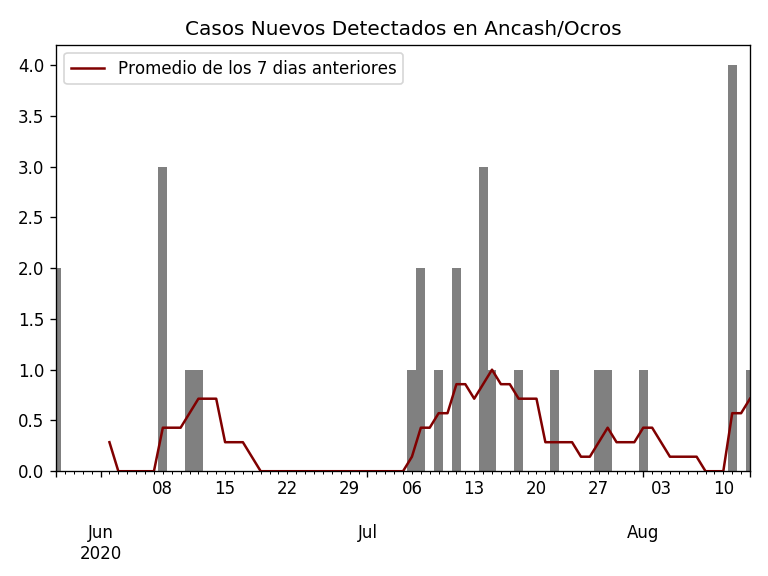 Casos Nuevos Detectados en Ancash/Ocros
Promedio de los 7 dias anteriores
4.0
3.5
3.0
2.5
2.0
1.5
1.0
0.5
0.0
08 15 22 29 06 13 20 27 03 10
Jun Jul Aug
2020